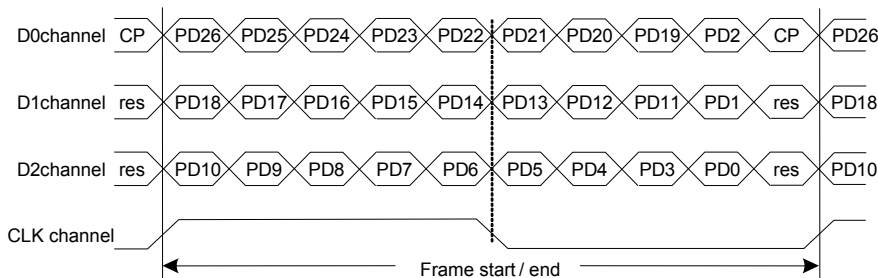 D0channel CP PD26 PD25 PD24 PD23 PD22 PD21 PD20 PD19 PD2 CP PD26
D1channel res PD18 PD17 PD16 PD15 PD14 PD13 PD12 PD11 PD1 res PD18
D2channel res PD10 PD9 PD8 PD7 PD6 PD5 PD4 PD3 PD0 res PD10
CLK channel
Frame start / end